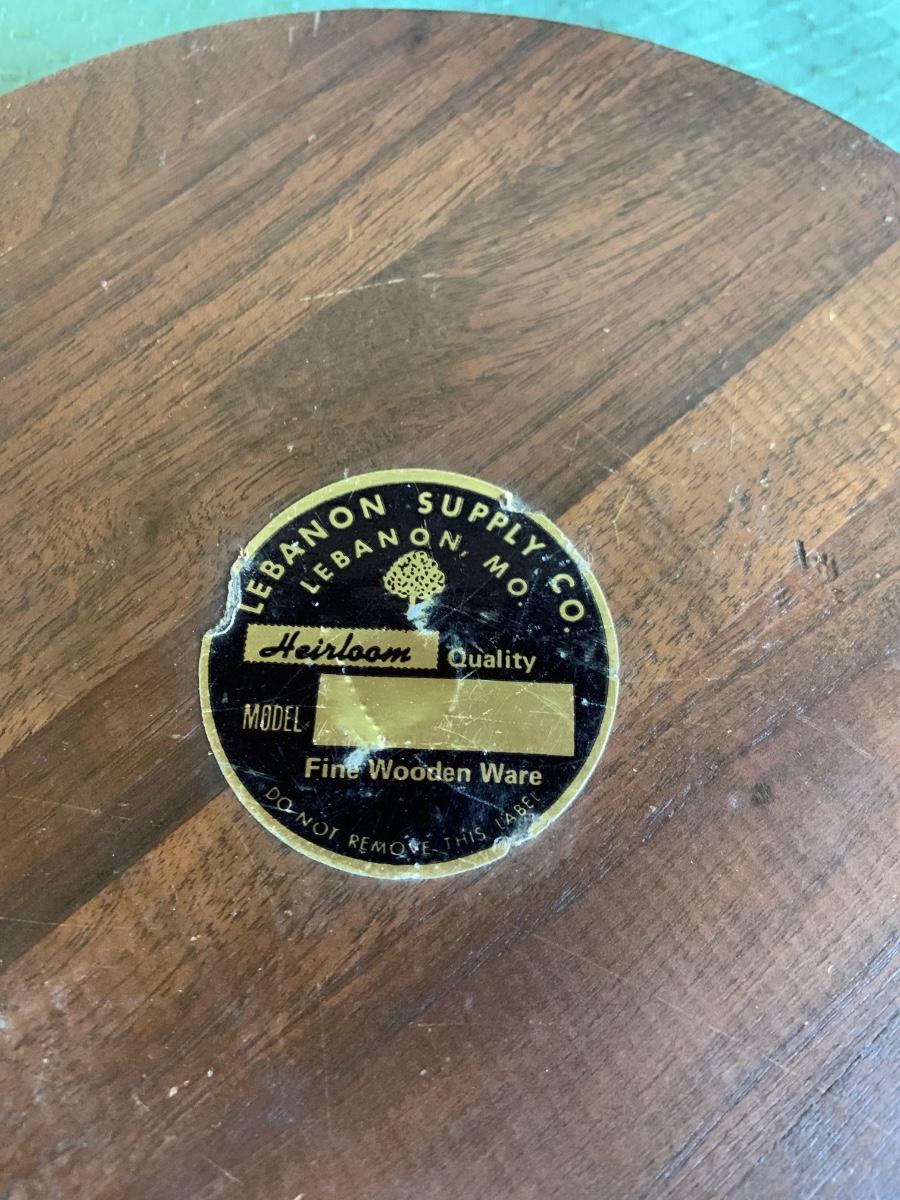 LEBANON SUPPLY CO.
LEBANON, MO.
Heirloom Quality
MODEL
Fine Wooden Ware
DO NOT REMOVE THIS LABEL